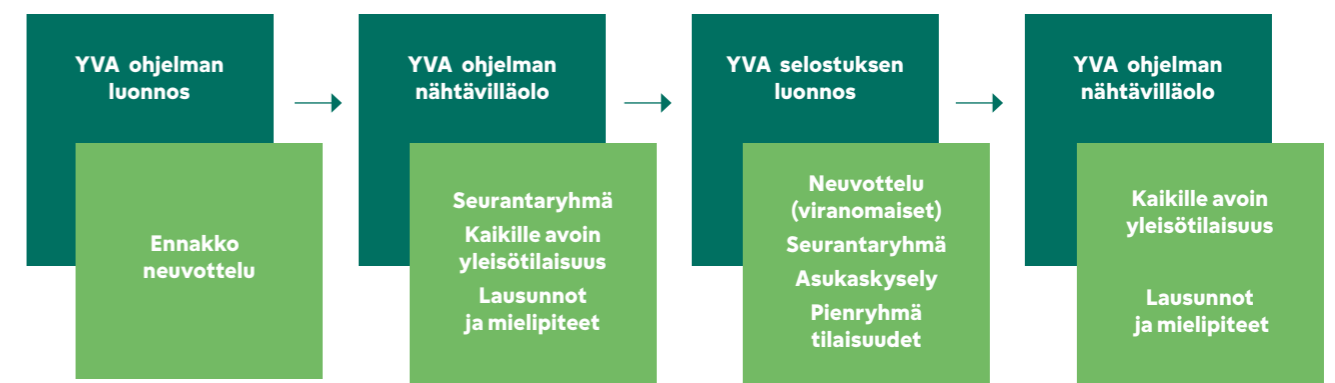 YVA ohjelman
luonnos
Ennakko
neuvottelu
YVA ohjelman
nähtävilläolo
Seurantaryhmä
Kaikille avoin
yleisötilaisuus
Lausunnot
ja mielipiteet
YVA selostuksen
luonnos
Neuvottelu
(viranomaiset)
Seurantaryhmä
Asukaskysely
Pienryhmä
tilaisuudet
YVA ohjelman
nähtävilläolo
Kaikille avoin
yleisötilaisuus
Lausunnot
ja mielipiteet